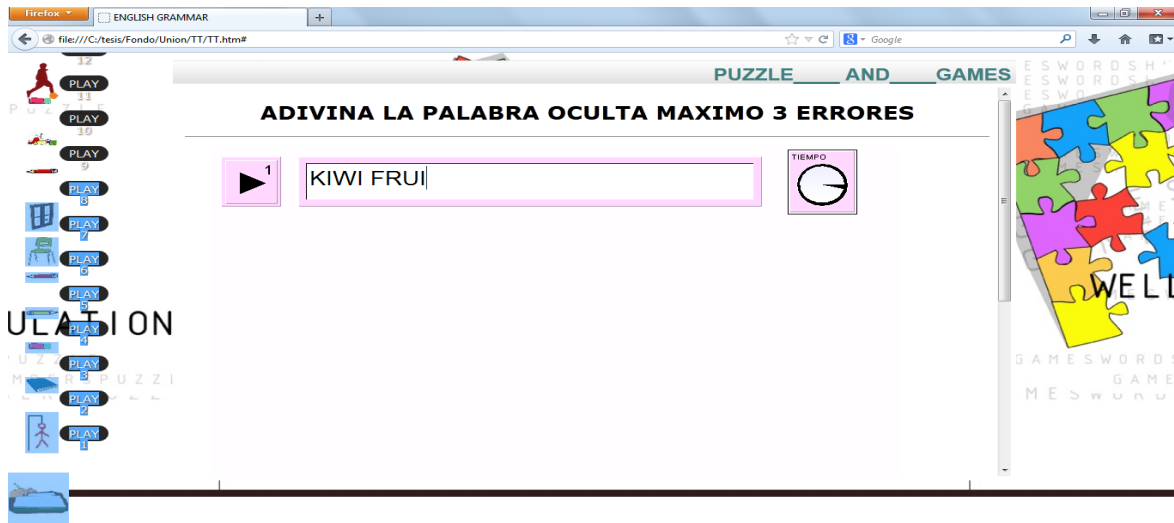 Firefox
ENGLISH GRAMMAR
file:///C:/tesis/Fondo/Union/TT/TT.htm#
Google
PUZZLE____AND____GAMES
ADIVINA LA PALABRA OCULTA MAXIMO 3 ERRORES
1
KIWI FRUI
TIEMPO
12
PLAY
11
PLAY
10
PLAY
9
PLAY
8
PLAY
7
PLAY
6
PLAY
5
PLAY
4
PLAY
3
PLAY
2
PLAY
1
ULATION
WELL